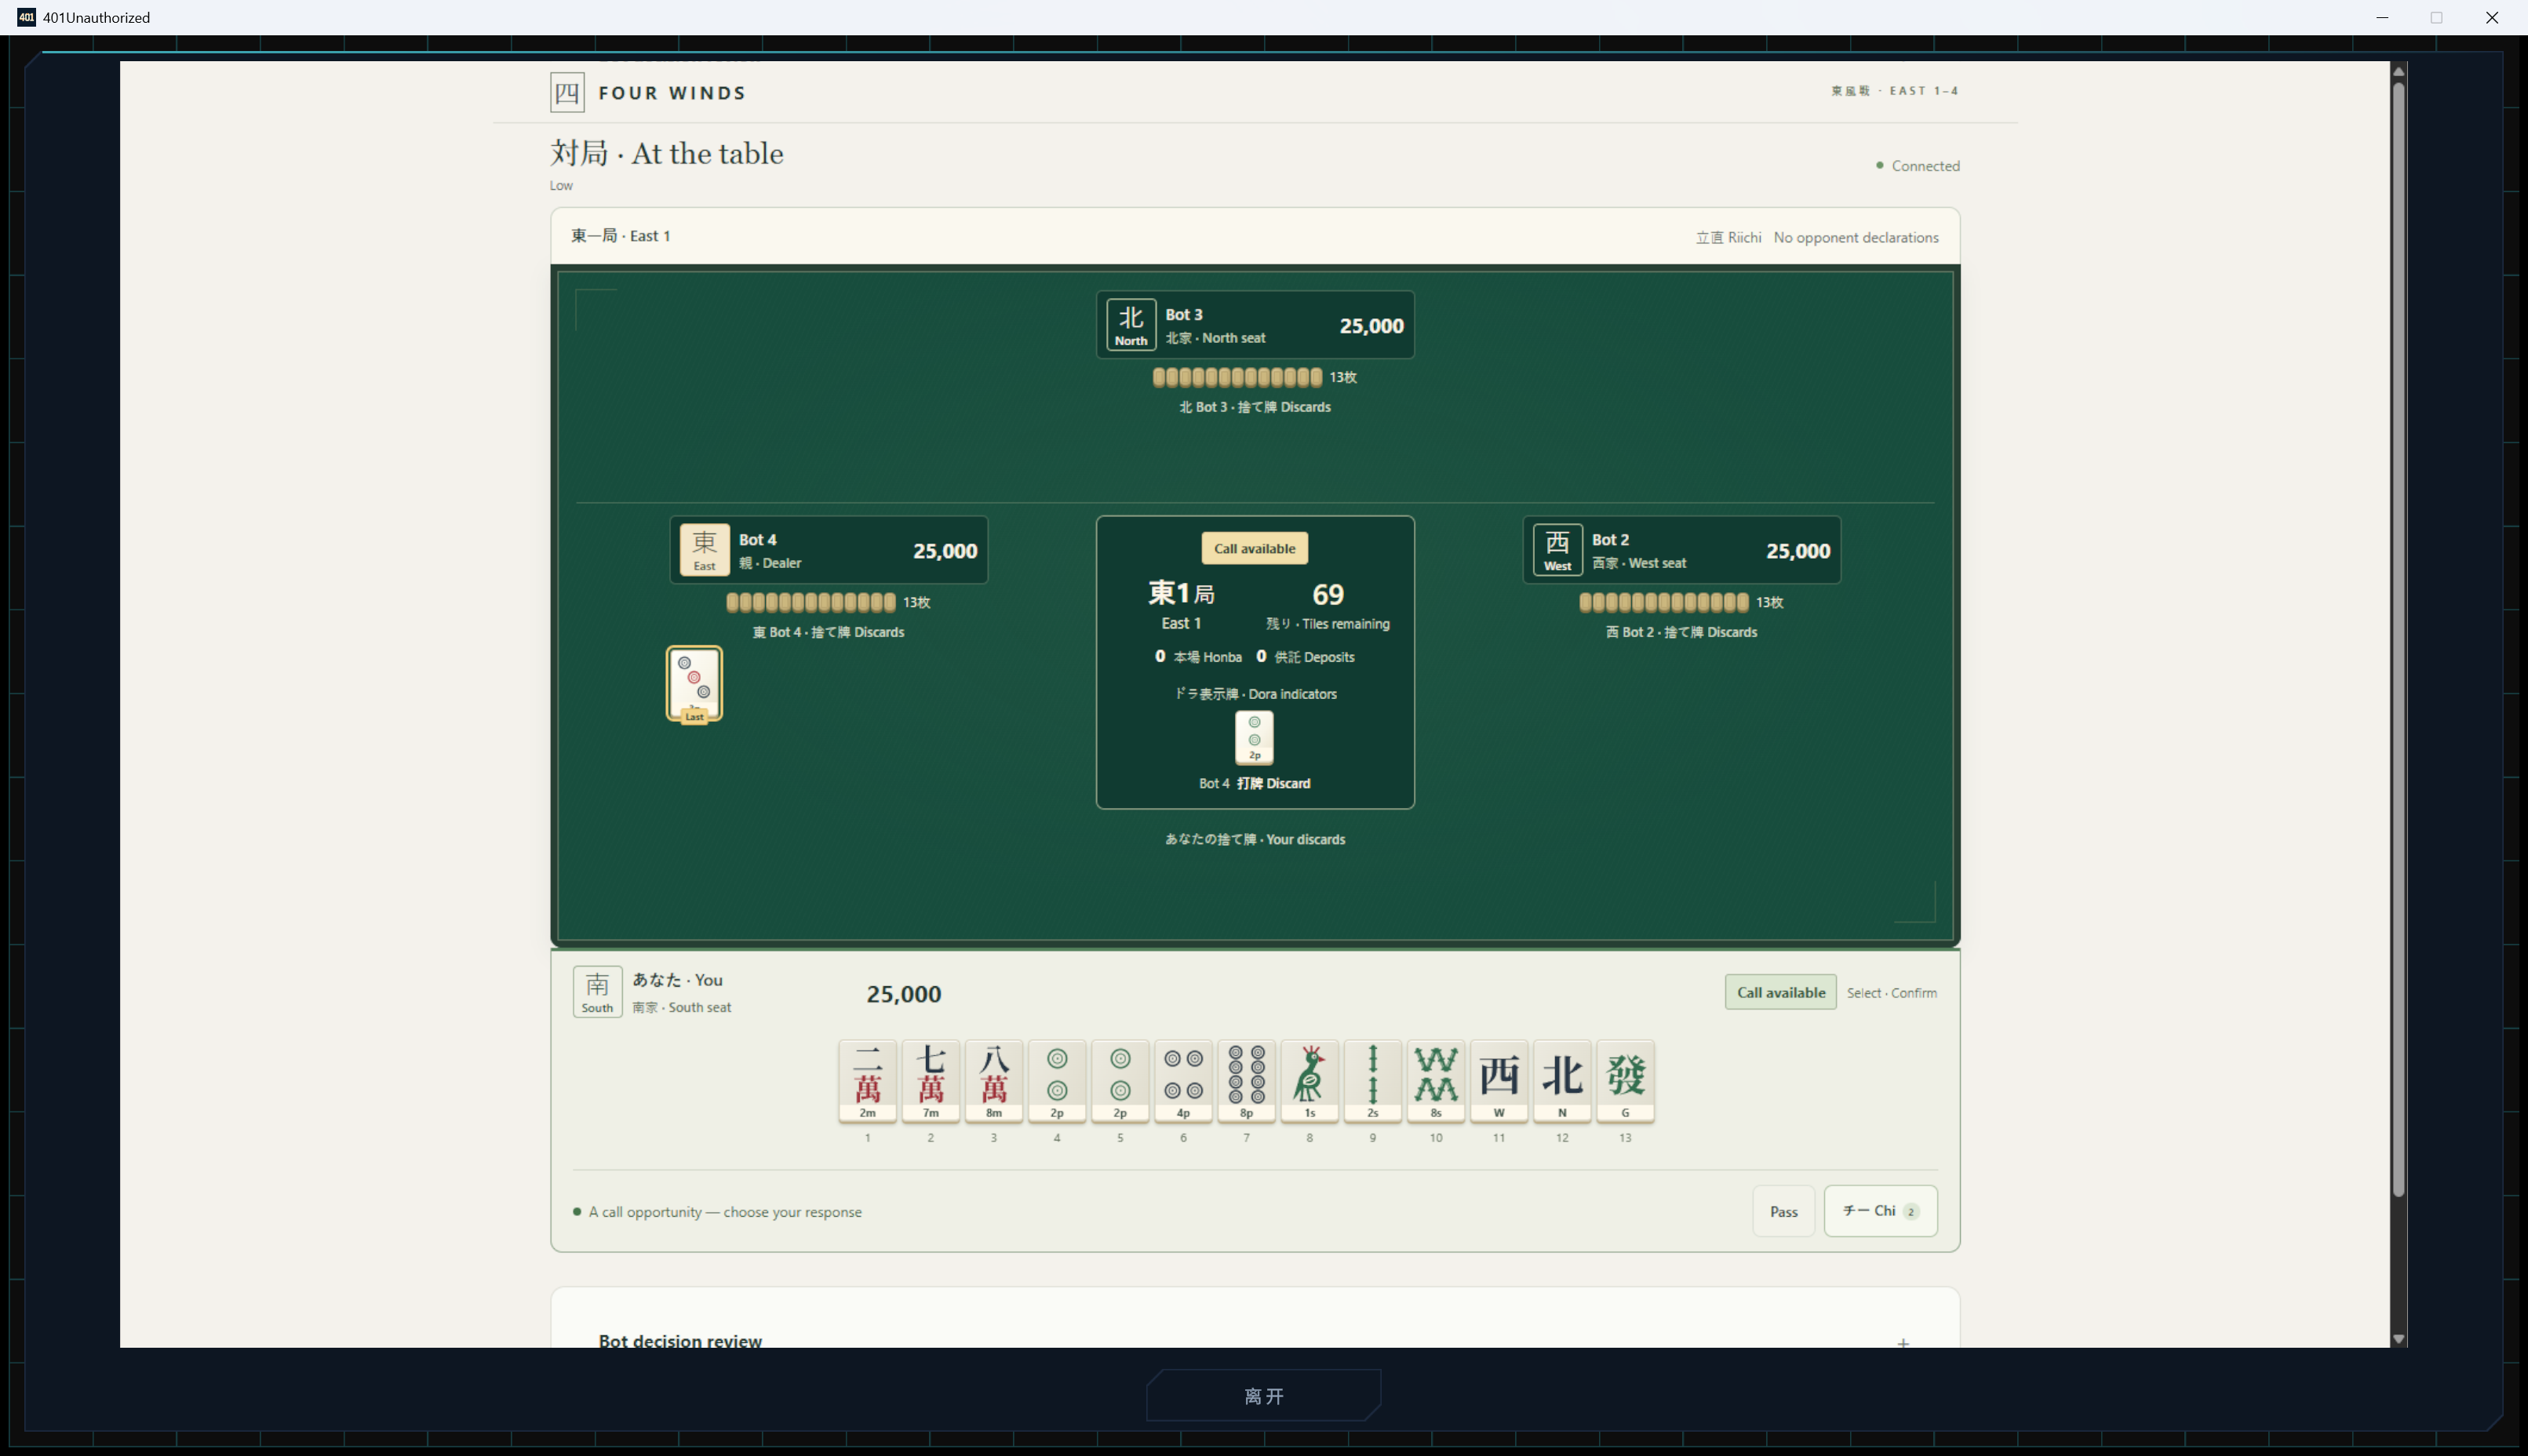 401 401Unauthorized
四 FOUR WINDS
東風戦 · EAST 1–4
対局 · At the table
Low
Connected
東一局 · East 1
立直 Riichi No opponent declarations
北 North
Bot 3
北家 · North seat
25,000
13枚
北 Bot 3 · 捨て牌 Discards
東 East
Bot 4
親 · Dealer
25,000
13枚
東 Bot 4 · 捨て牌 Discards
Last
Call available
東1局
East 1
69
残り · Tiles remaining
0 本場 Honba 0 供託 Deposits
ドラ表示牌 · Dora indicators
2p
Bot 4 打牌 Discard
西 West
Bot 2
西家 · West seat
25,000
13枚
西 Bot 2 · 捨て牌 Discards
あなたの捨て牌 · Your discards
南 South
あなた · You
南家 · South seat
25,000
Call available Select · Confirm
二萬 七萬 八萬 西 北 發
2m 7m 8m 2p 2p 4p 8p 1s 2s 8s W N G
1 2 3 4 5 6 7 8 9 10 11 12 13
A call opportunity — choose your response
Pass
チー Chi 2
Bot decision review
+
离开